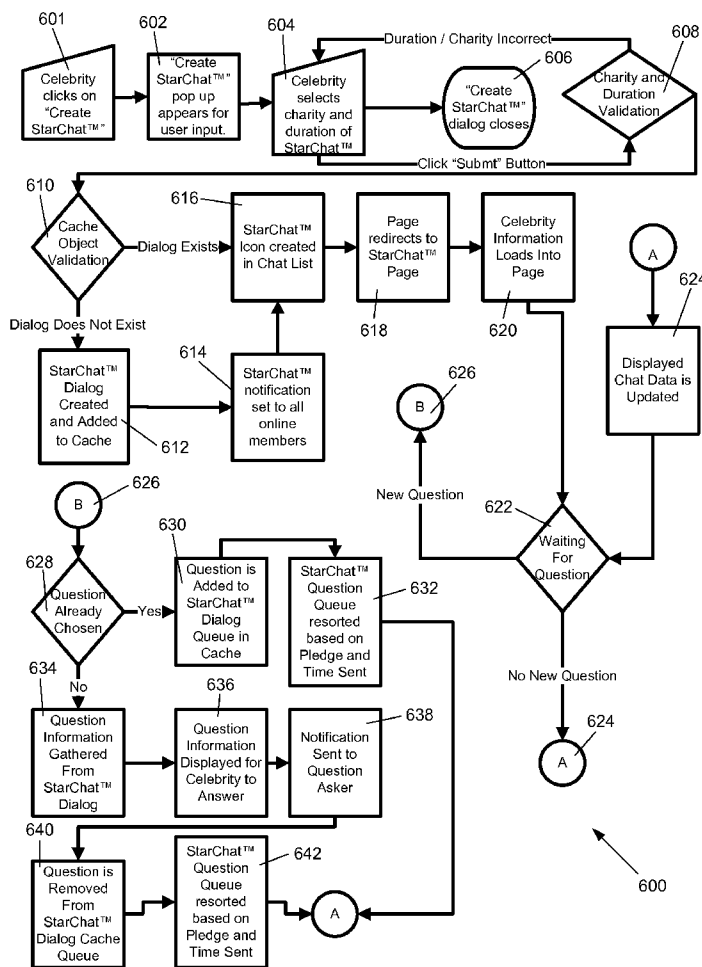 601
Celebrity
clicks on
“Create
StarChat™”
602
“Create
StarChat™”
pop up
appears for
user input.
604
Celebrity
selects
charity and
duration of
StarChat™
Duration / Charity Incorrect
606
“Create
StarChat™”
dialog closes
608
Charity and
Duration
Validation
Click “Submt” Button
610
Cache
Object
Validation
Dialog Exists
616
StarChat™
Icon created
in Chat List
Page
redirects to
StarChat™
Page
618
Celebrity
Information
Loads Into
Page
620
A
624
Displayed
Chat Data is
Updated
Dialog Does Not Exist
StarChat™
Dialog
Created
and Added
to Cache
612
614
StarChat™
notification
set to all
online
members
626
B
New Question
622
Waiting
For
Question
No New Question
624
A
600
B
626
628
Question
Already
Chosen
Yes
No
630
Question is
Added to
StarChat™
Dialog
Queue in
Cache
StarChat™
Question
Queue
resorted
based on
Pledge and
Time Sent
632
634
Question
Information
Gathered
From
StarChat™
Dialog
636
Question
Information
Displayed for
Celebrity to
Answer
638
Notification
Sent to
Question
Asker
640
Question is
Removed
From
StarChat™
Dialog Cache
Queue
StarChat™
Question
Queue
resorted
based on
Pledge and
Time Sent
642
A